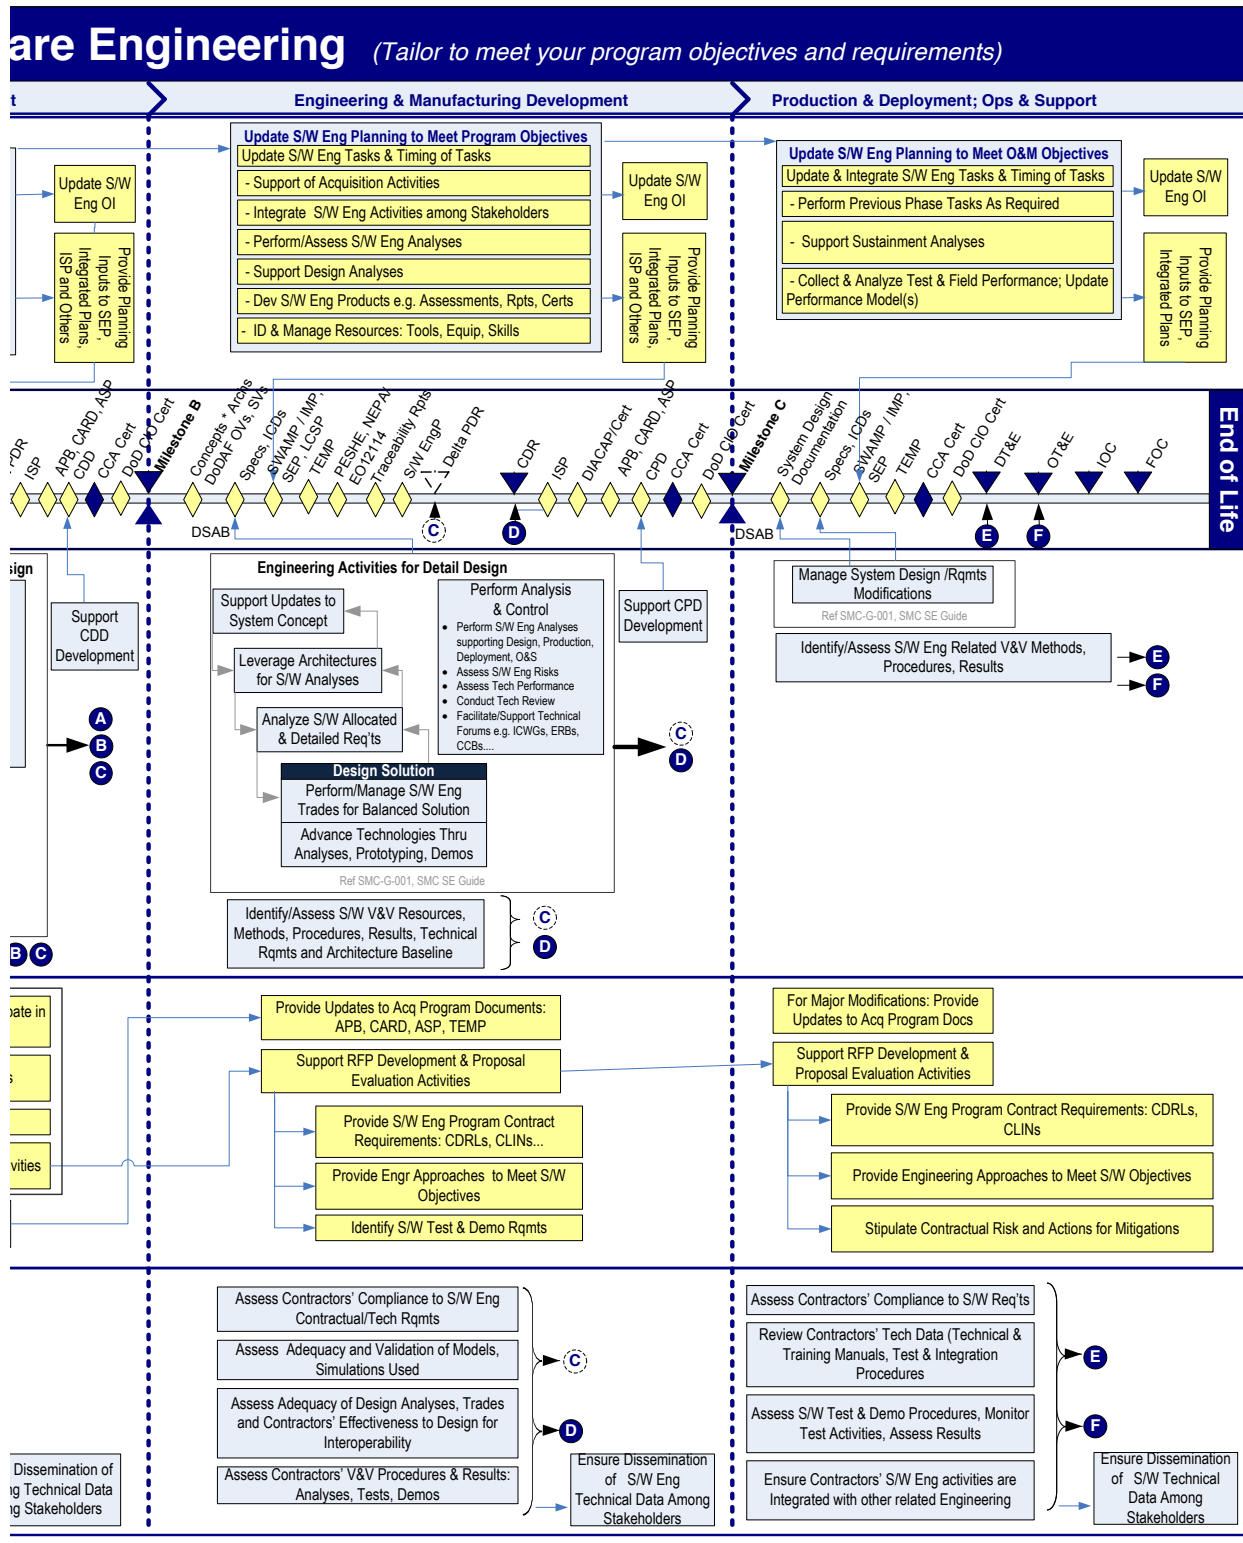 are Engineering (Tailor to meet your program objectives and requirements)
t
Engineering & Manufacturing Development
Production & Deployment; Ops & Support
Update S/W
Eng OI
Provide Planning
Inputs to SEP,
Integrated Plans,
ISP and Others
Update S/W Eng Planning to Meet Program Objectives
Update S/W Eng Tasks & Timing of Tasks
- Support of Acquisition Activities
- Integrate S/W Eng Activities among Stakeholders
- Perform/Assess S/W Eng Analyses
- Support Design Analyses
- Dev S/W Eng Products e.g. Assessments, Rpts, Certs
- ID & Manage Resources: Tools, Equip, Skills
Update S/W
Eng OI
Provide Planning
Inputs to SEP,
Integrated Plans,
ISP and Others
Update S/W Eng Planning to Meet O&M Objectives
Update & Integrate S/W Eng Tasks & Timing of Tasks
- Perform Previous Phase Tasks As Required
- Support Sustainment Analyses
- Collect & Analyze Test & Field Performance; Update
Performance Model(s)
Update S/W
Eng OI
Provide Planning
Inputs to SEP,
Integrated Plans
PDR
ISP
APB, CARD, ASP
CDD
CCA Cert
DoD CIO Cert
Milestone B
Concepts * Archs
DoDAF OVs, SVs
Specs, ICDs
SWAMP / IMP,
SEP, LCSP
TEMP
PESHE, NEPA/
EO12114
Traceability Rpts
S/W EngP
Delta PDR
CDR
ISP
DIACAP/Cert
APB, CARD, ASP
CPD
CCA Cert
DoD CIO Cert
Milestone C
System Design
Documentation
Specs, ICDs
SWAMP / IMP,
SEP
TEMP
CCA Cert
DoD CIO Cert
DT&E
OT&E
IOC
FOC
End of Life
DSAB
C
D
DSAB
E
F
sign
Support
CDD
Development
A
B
C
B
C
Engineering Activities for Detail Design
Support Updates to
System Concept
Leverage Architectures
for S/W Analyses
Analyze S/W Allocated
& Detailed Req'ts
Design Solution
Perform/Manage S/W Eng
Trades for Balanced Solution
Advance Technologies Thru
Analyses, Prototyping, Demos
Ref SMC-G-001, SMC SE Guide
Perform Analysis
& Control
• Perform S/W Eng Analyses
supporting Design, Production,
Deployment, O&S
• Assess S/W Eng Risks
• Assess Tech Performance
• Conduct Tech Review
• Facilitate/Support Technical
Forums e.g. ICWGs, ERBs,
CCBs....
Support CPD
Development
C
D
Identify/Assess S/W V&V Resources,
Methods, Procedures, Results, Technical
Rqmts and Architecture Baseline
C
D
Manage System Design /Rqmts
Modifications
Ref SMC-G-001, SMC SE Guide
Identify/Assess S/W Eng Related V&V Methods,
Procedures, Results
E
F
pate in
s
vities
Provide Updates to Acq Program Documents:
APB, CARD, ASP, TEMP
Support RFP Development & Proposal
Evaluation Activities
Provide S/W Eng Program Contract
Requirements: CDRLs, CLINs...
Provide Engr Approaches to Meet S/W
Objectives
Identify S/W Test & Demo Rqmts
For Major Modifications: Provide
Updates to Acq Program Docs
Support RFP Development &
Proposal Evaluation Activities
Provide S/W Eng Program Contract Requirements: CDRLs,
CLINs
Provide Engineering Approaches to Meet S/W Objectives
Stipulate Contractual Risk and Actions for Mitigations
Dissemination of
ng Technical Data
ng Stakeholders
Assess Contractors' Compliance to S/W Eng
Contractual/Tech Rqmts
Assess Adequacy and Validation of Models,
Simulations Used
Assess Adequacy of Design Analyses, Trades
and Contractors' Effectiveness to Design for
Interoperability
Assess Contractors' V&V Procedures & Results:
Analyses, Tests, Demos
C
D
Ensure Dissemination
of S/W Eng
Technical Data Among
Stakeholders
Assess Contractors' Compliance to S/W Req'ts
Review Contractors' Tech Data (Technical &
Training Manuals, Test & Integration
Procedures
Assess S/W Test & Demo Procedures, Monitor
Test Activities, Assess Results
Ensure Contractors' S/W Eng activities are
Integrated with other related Engineering
E
F
Ensure Dissemination
of S/W Technical
Data Among
Stakeholders